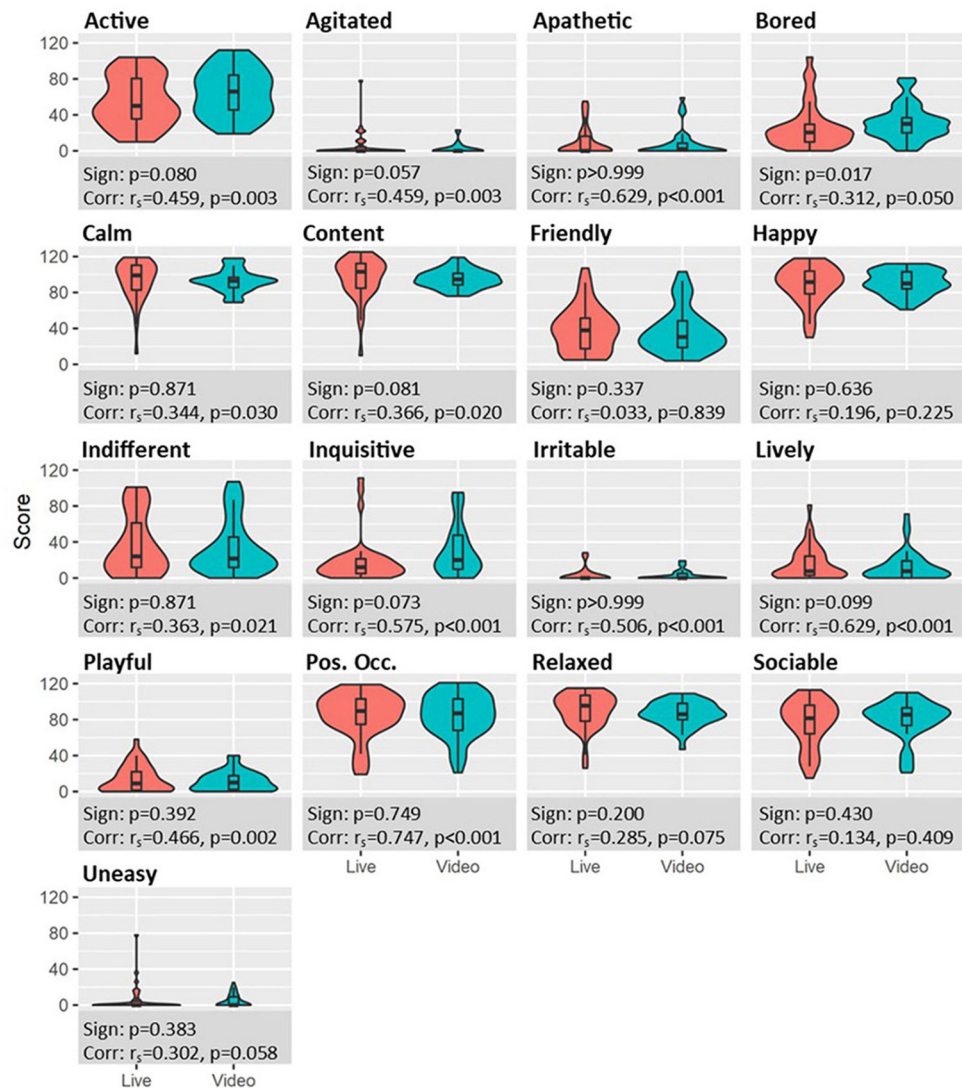 Active Agitated Apathetic Bored
120
80
40
0
Sign: p=0.080 Sign: p=0.057 Sign: p>0.999 Sign: p=0.017
Corr: rₛ=0.459, p=0.003 Corr: rₛ=0.459, p=0.003 Corr: rₛ=0.629, p<0.001 Corr: rₛ=0.312, p=0.050
Calm Content Friendly Happy
120
80
40
0
Sign: p=0.871 Sign: p=0.081 Sign: p=0.337 Sign: p=0.636
Corr: rₛ=0.344, p=0.030 Corr: rₛ=0.366, p=0.020 Corr: rₛ=0.033, p=0.839 Corr: rₛ=0.196, p=0.225
Score
Indifferent Inquisitive Irritable Lively
120
80
40
0
Sign: p=0.871 Sign: p=0.073 Sign: p>0.999 Sign: p=0.099
Corr: rₛ=0.363, p=0.021 Corr: rₛ=0.575, p<0.001 Corr: rₛ=0.506, p<0.001 Corr: rₛ=0.629, p<0.001
Playful Pos. Occ. Relaxed Sociable
120
80
40
0
Sign: p=0.392 Sign: p=0.749 Sign: p=0.200 Sign: p=0.430
Corr: rₛ=0.466, p=0.002 Corr: rₛ=0.747, p<0.001 Corr: rₛ=0.285, p=0.075 Corr: rₛ=0.134, p=0.409
Live Video Live Video Live Video
Uneasy
120
80
40
0
Sign: p=0.383
Corr: rₛ=0.302, p=0.058
Live Video